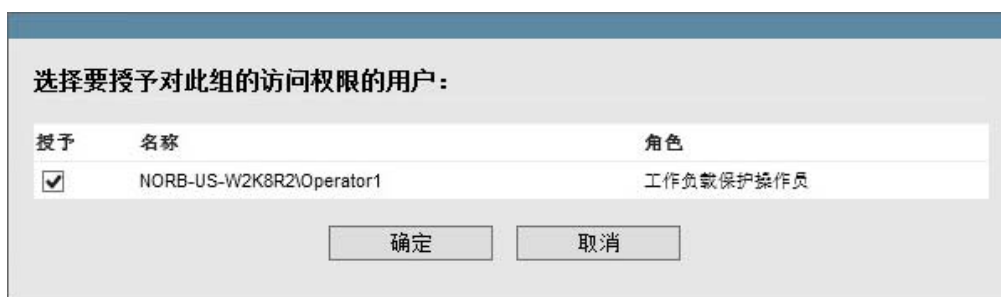 选择要授予对此组的访问权限的用户：
授予 名称 角色
NORB-US-W2K8R2\Operator1 工作负载保护操作员
确定 取消